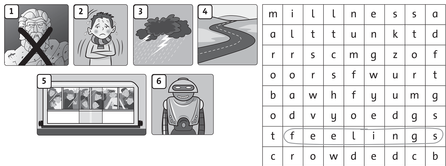 1
2
3
4
5
6
m i l l n e s s a
a l t t u n k t d
r r s c m g z o f
o o r s f w u r t
b a w h f y u m g
o d v y o e d g s
t f e e l i n g s
c r o w d e d c b